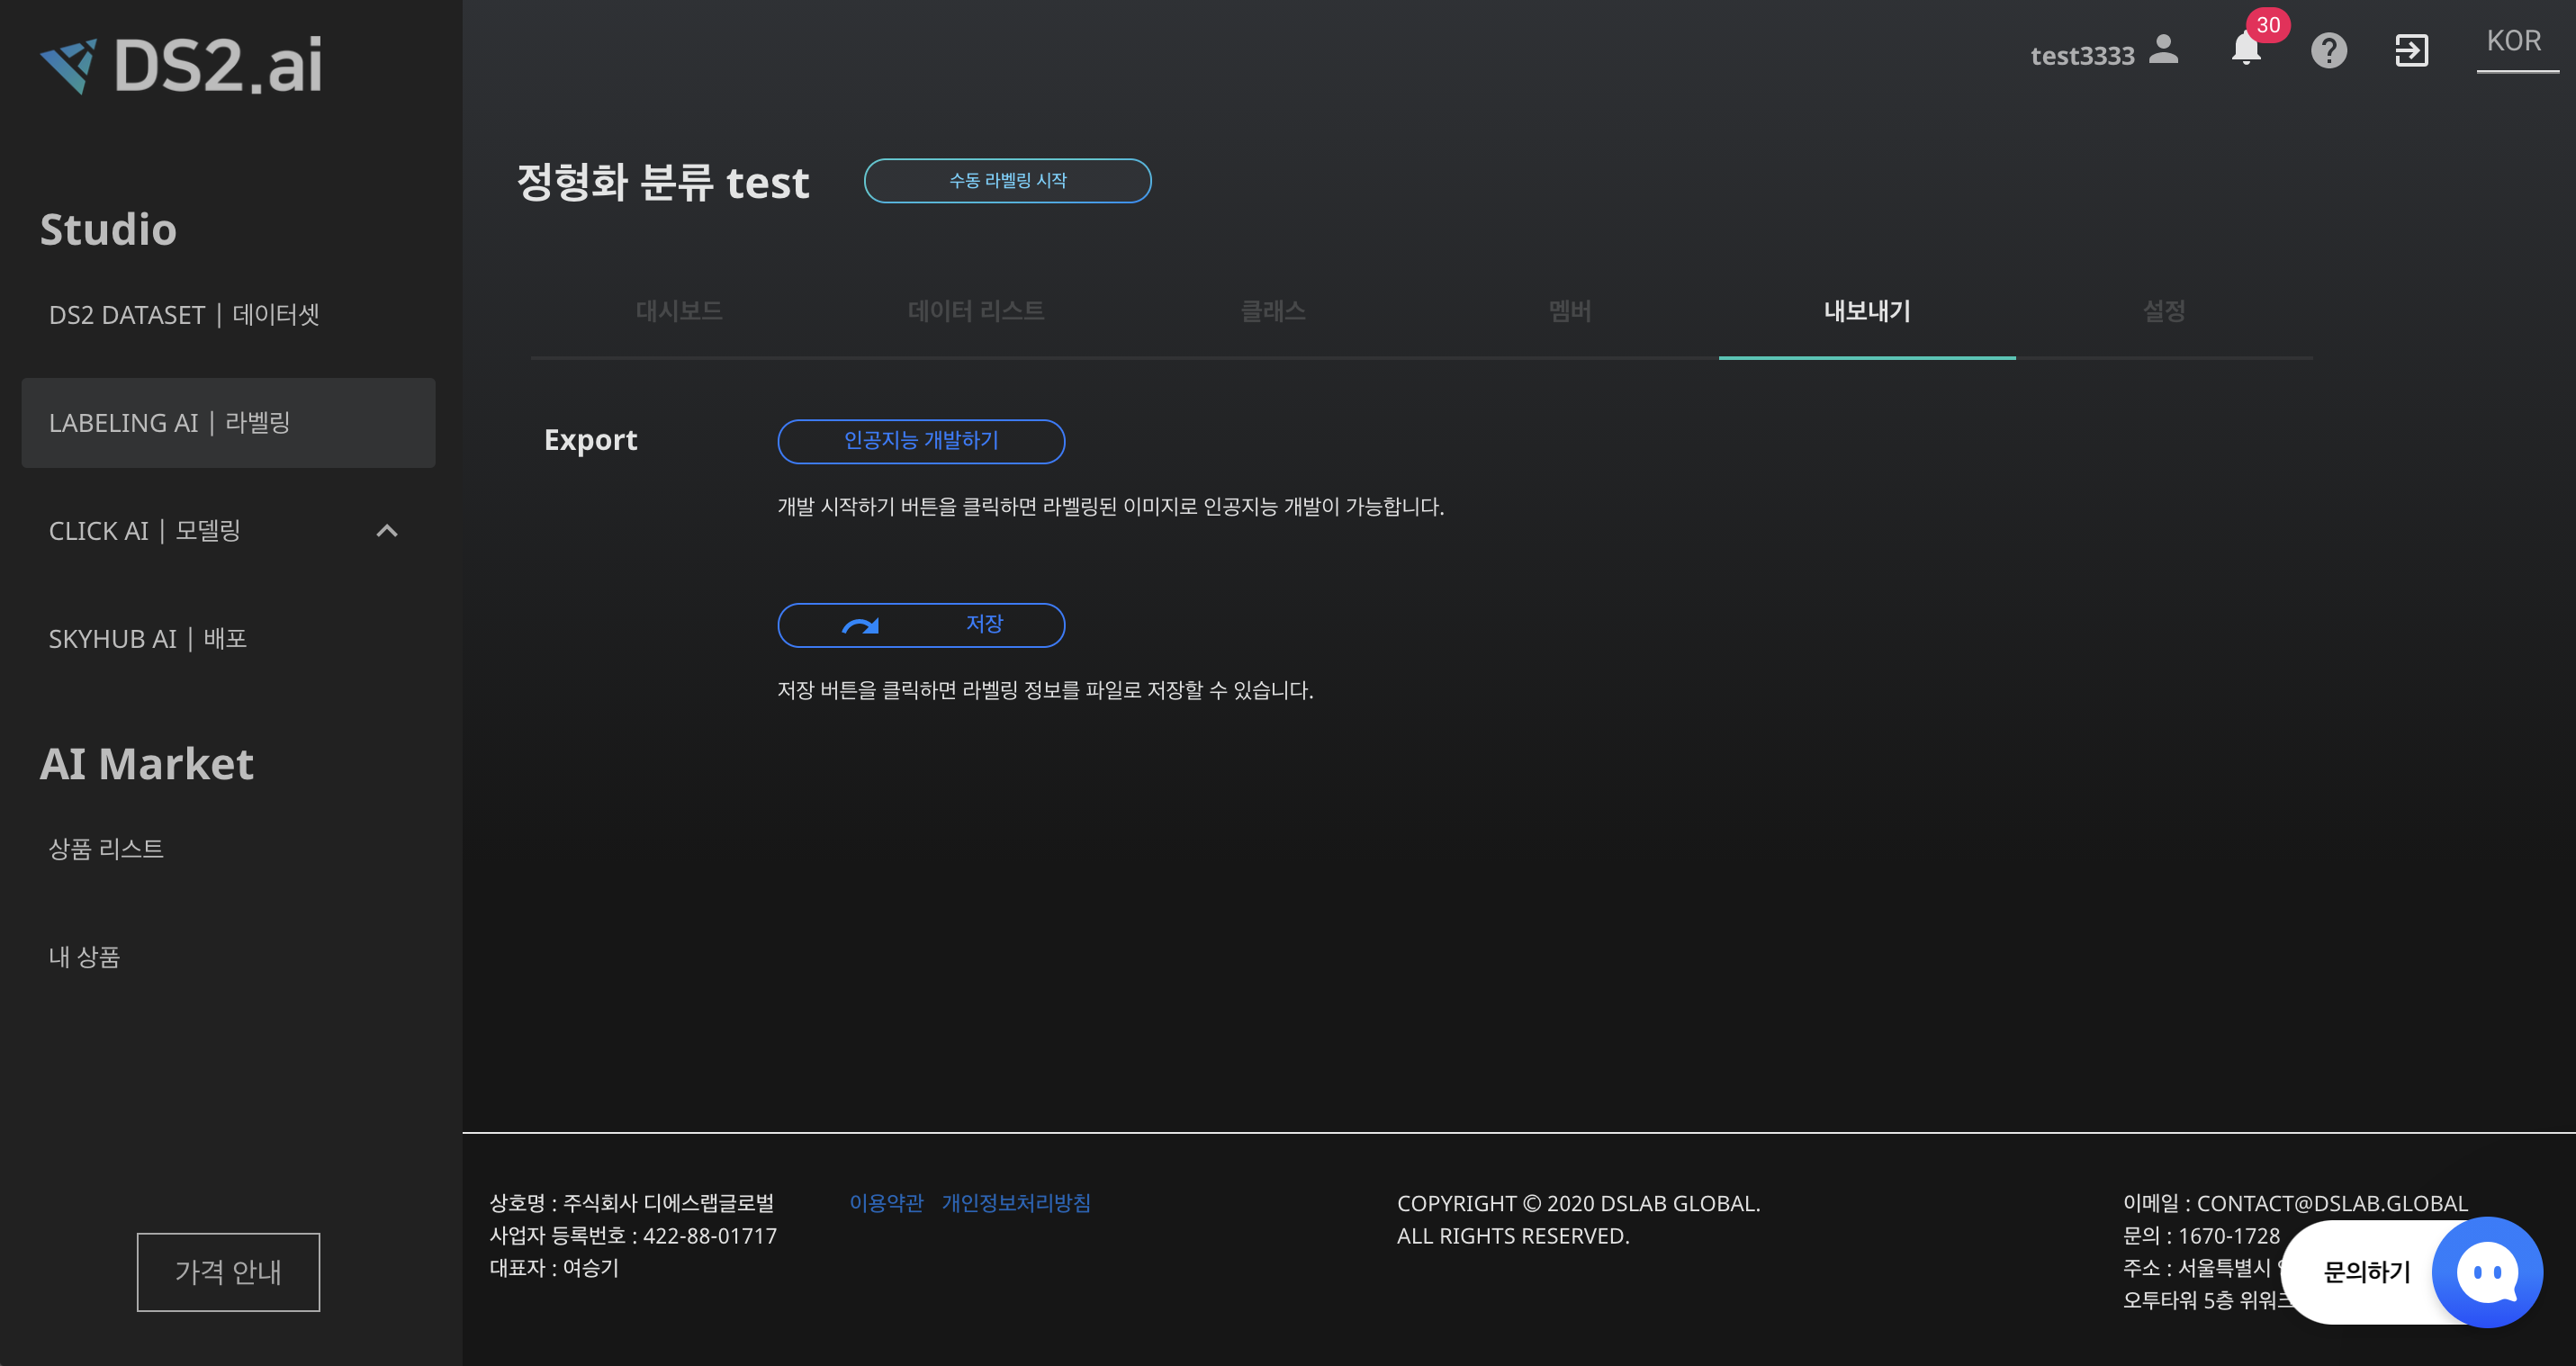 DS2.ai
test3333
30
KOR
Studio
DS2 DATASET | 데이터셋
LABELING AI | 라벨링
CLICK AI | 모델링
SKYHUB AI | 배포
AI Market
상품 리스트
내 상품
가격 안내
정형화 분류 test
수동 라벨링 시작
대시보드
데이터 리스트
클래스
멤버
내보내기
설정
Export
인공지능 개발하기
개발 시작하기 버튼을 클릭하면 라벨링된 이미지로 인공지능 개발이 가능합니다.
저장
저장 버튼을 클릭하면 라벨링 정보를 파일로 저장할 수 있습니다.
상호명 : 주식회사 디에스랩글로벌
사업자 등록번호 : 422-88-01717
대표자 : 여승기
이용약관 개인정보처리방침
COPYRIGHT © 2020 DSLAB GLOBAL.
ALL RIGHTS RESERVED.
이메일 : CONTACT@DSLAB.GLOBAL
문의 : 1670-1728
주소 : 서울특별시
오투타워 5층
문의하기